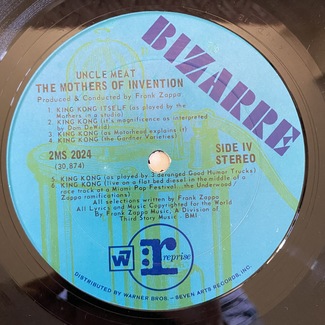 BIZARRE
UNCLE MEAT
THE MOTHERS OF INVENTION
Produced & Conducted by Frank Zappa
1. KING KONG ITSELF (as played by the
Mothers in a studio)
2. KING KONG (it's magnificence as interpreted
by Dom DeWild)
3. KING KONG (as Motorhead explains it)
4. KING KONG (the Gardner Varieties)
2MS 2024
SIDE IV
(30,874)
STEREO
5. KING KONG (as played by 3 deranged Good Humor Trucks)
6. KING KONG (live on a flat bed diesel in the middle of a
race track at a Miami Pop Festival... the Underwood/
Zappa ramifications)
All selections written by Frank Zappa
All Lyrics and Music Copyrighted for the World
By Frank Zappa Music, A Division of
Third Story Music - BMI
W
r
reprise
DISTRIBUTED BY WARNER BROS. - SEVEN ARTS RECORDS, INC.